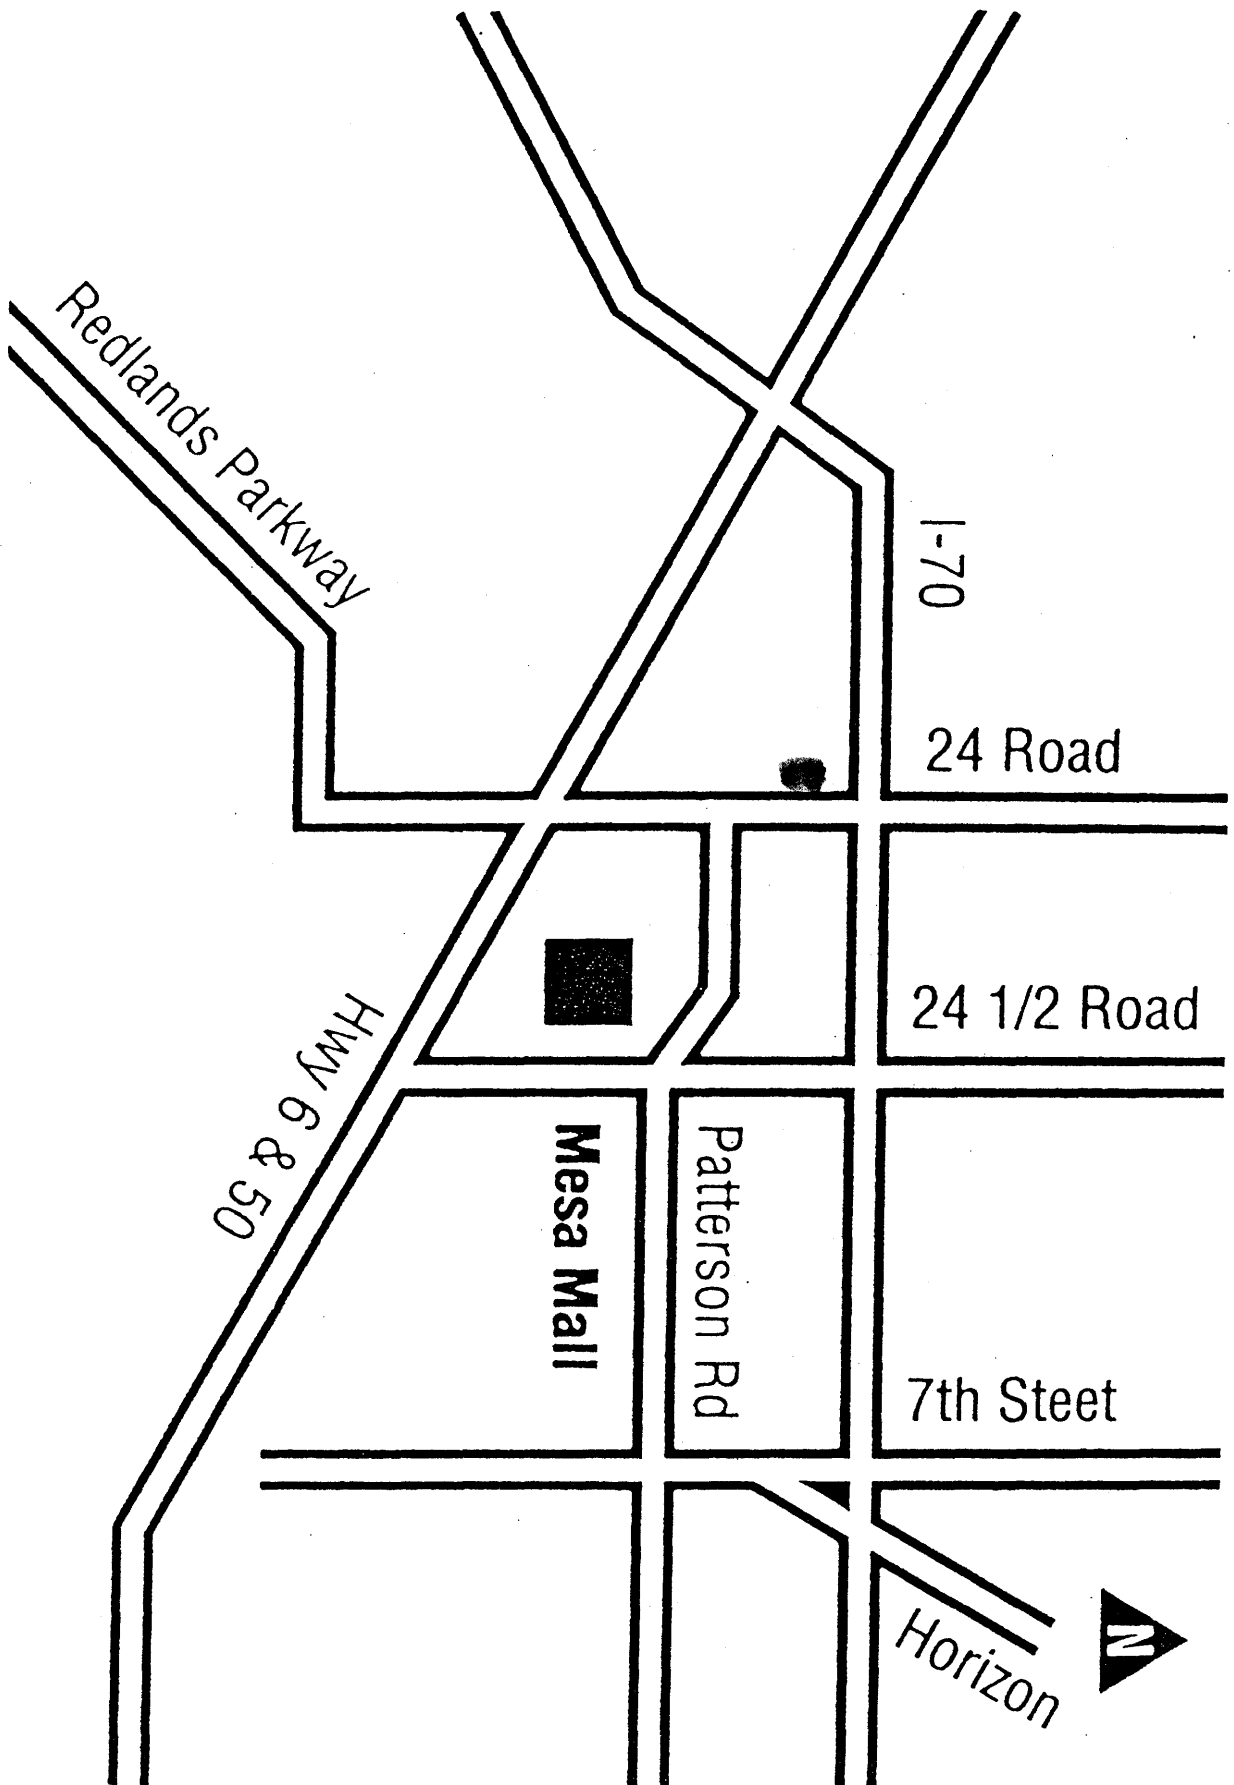 Redlands Parkway
I-70
24 Road
24 1/2 Road
Hwy 6 & 50
Mesa Mall
Patterson Rd
7th Steet
Horizon
N